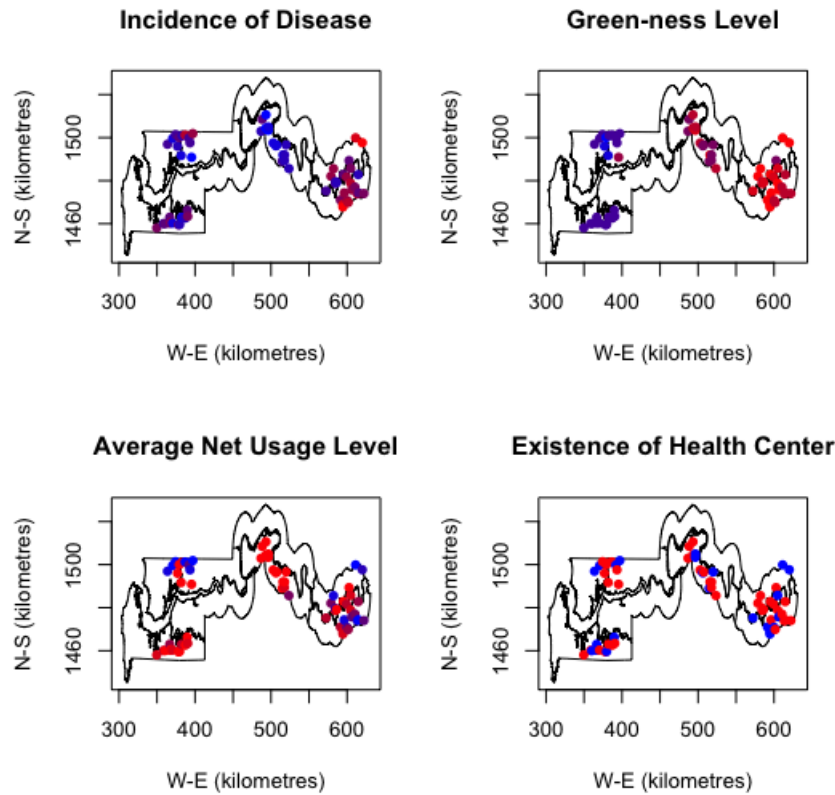 Incidence of Disease
N-S (kilometres)
1500
1460
300 400 500 600
W-E (kilometres)
Green-ness Level
N-S (kilometres)
1500
1460
300 400 500 600
W-E (kilometres)
Average Net Usage Level
N-S (kilometres)
1500
1460
300 400 500 600
W-E (kilometres)
Existence of Health Center
N-S (kilometres)
1500
1460
300 400 500 600
W-E (kilometres)